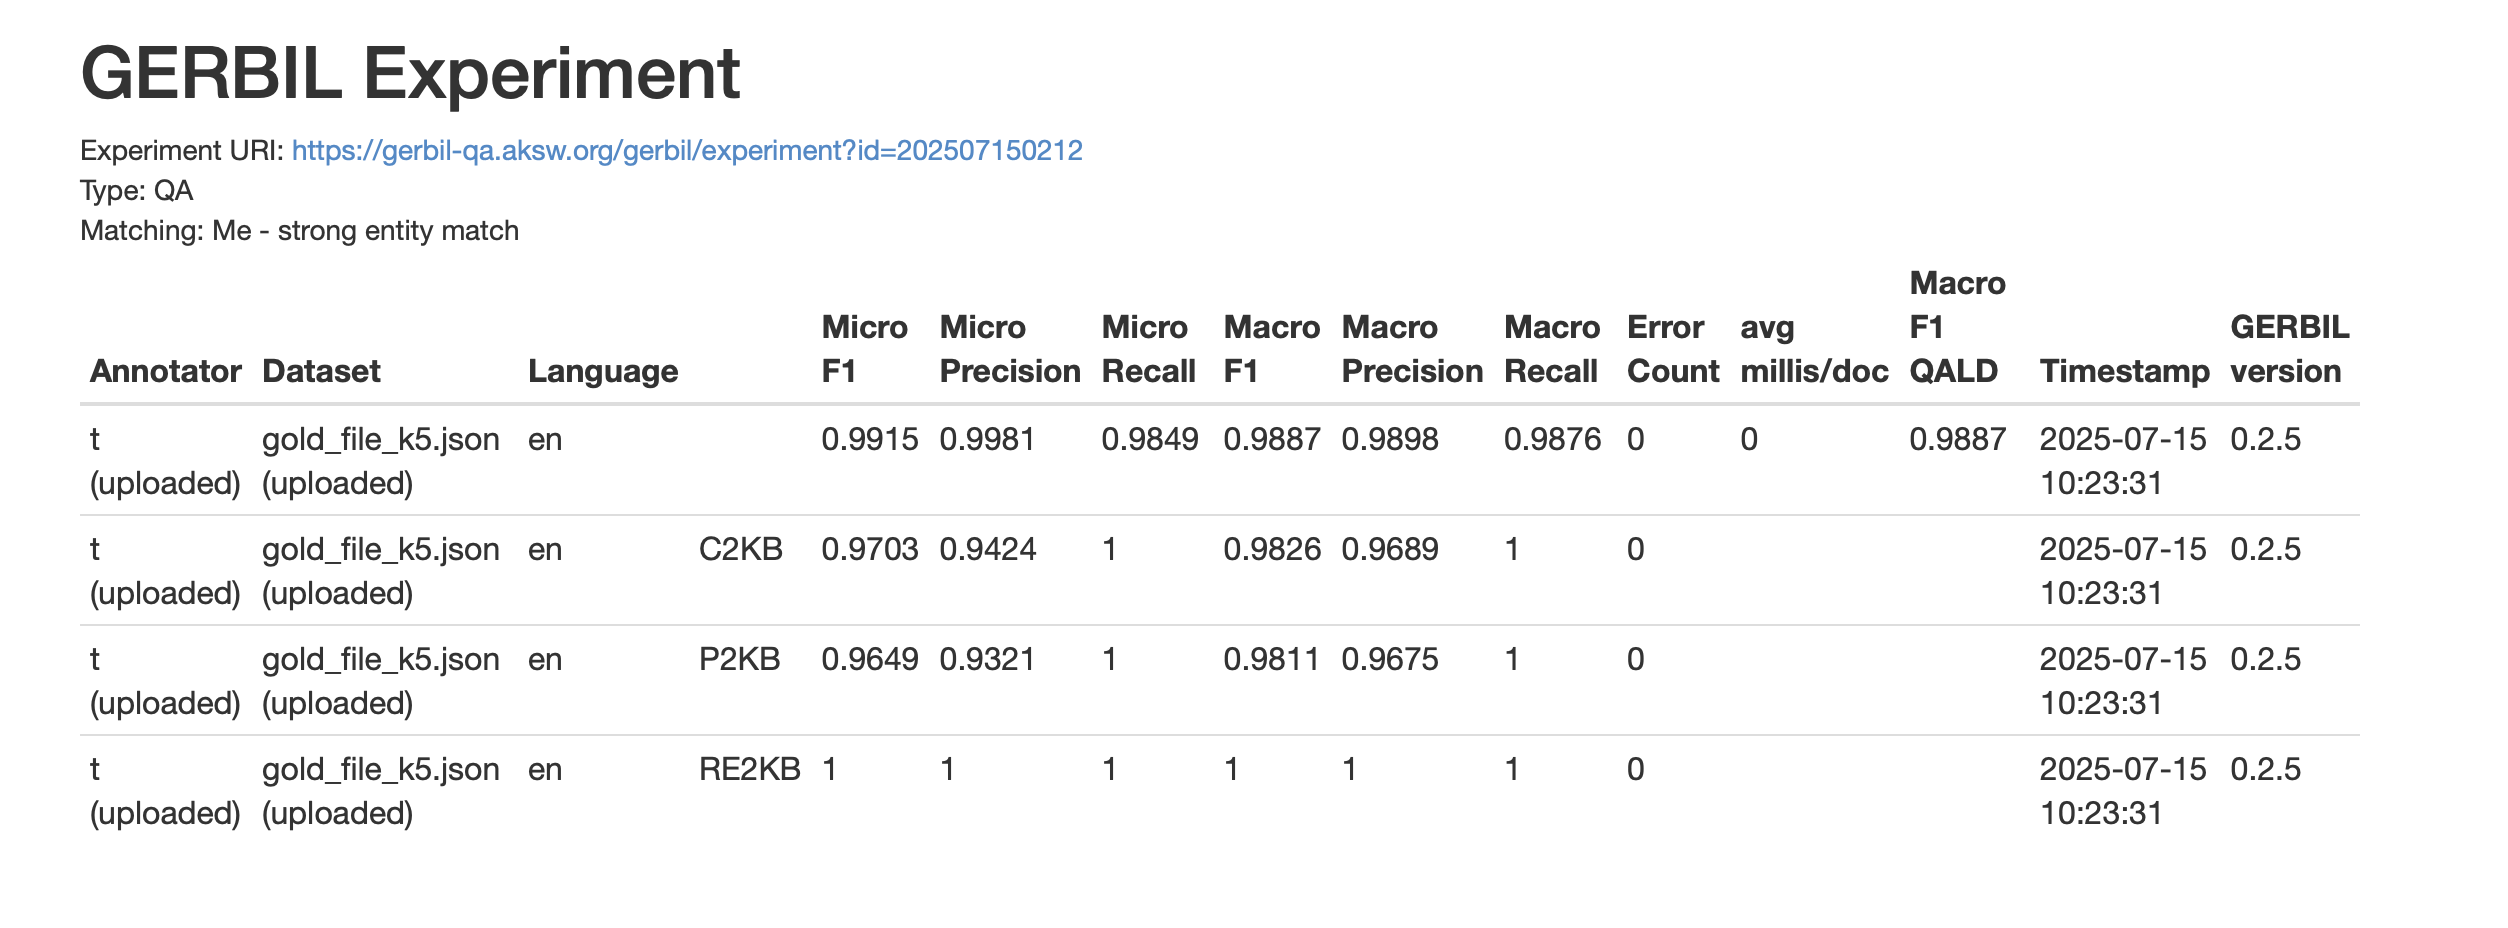 GERBIL Experiment
Experiment URI: https://gerbil-qa.aksw.org/gerbil/experiment?id=202507150212
Type: QA
Matching: Me - strong entity match
Annotator Dataset Language Micro F1 Micro Precision Micro Recall Macro F1 Macro Precision Macro Recall Error Count avg millis/doc Macro F1 QALD Timestamp GERBIL version
t (uploaded) gold_file_k5.json (uploaded) en 0.9915 0.9981 0.9849 0.9887 0.9898 0.9876 0 0 0.9887 2025-07-15 10:23:31 0.2.5
t (uploaded) gold_file_k5.json (uploaded) en C2KB 0.9703 0.9424 1 0.9826 0.9689 1 0 2025-07-15 10:23:31 0.2.5
t (uploaded) gold_file_k5.json (uploaded) en P2KB 0.9649 0.9321 1 0.9811 0.9675 1 0 2025-07-15 10:23:31 0.2.5
t (uploaded) gold_file_k5.json (uploaded) en RE2KB 1 1 1 1 1 1 0 2025-07-15 10:23:31 0.2.5